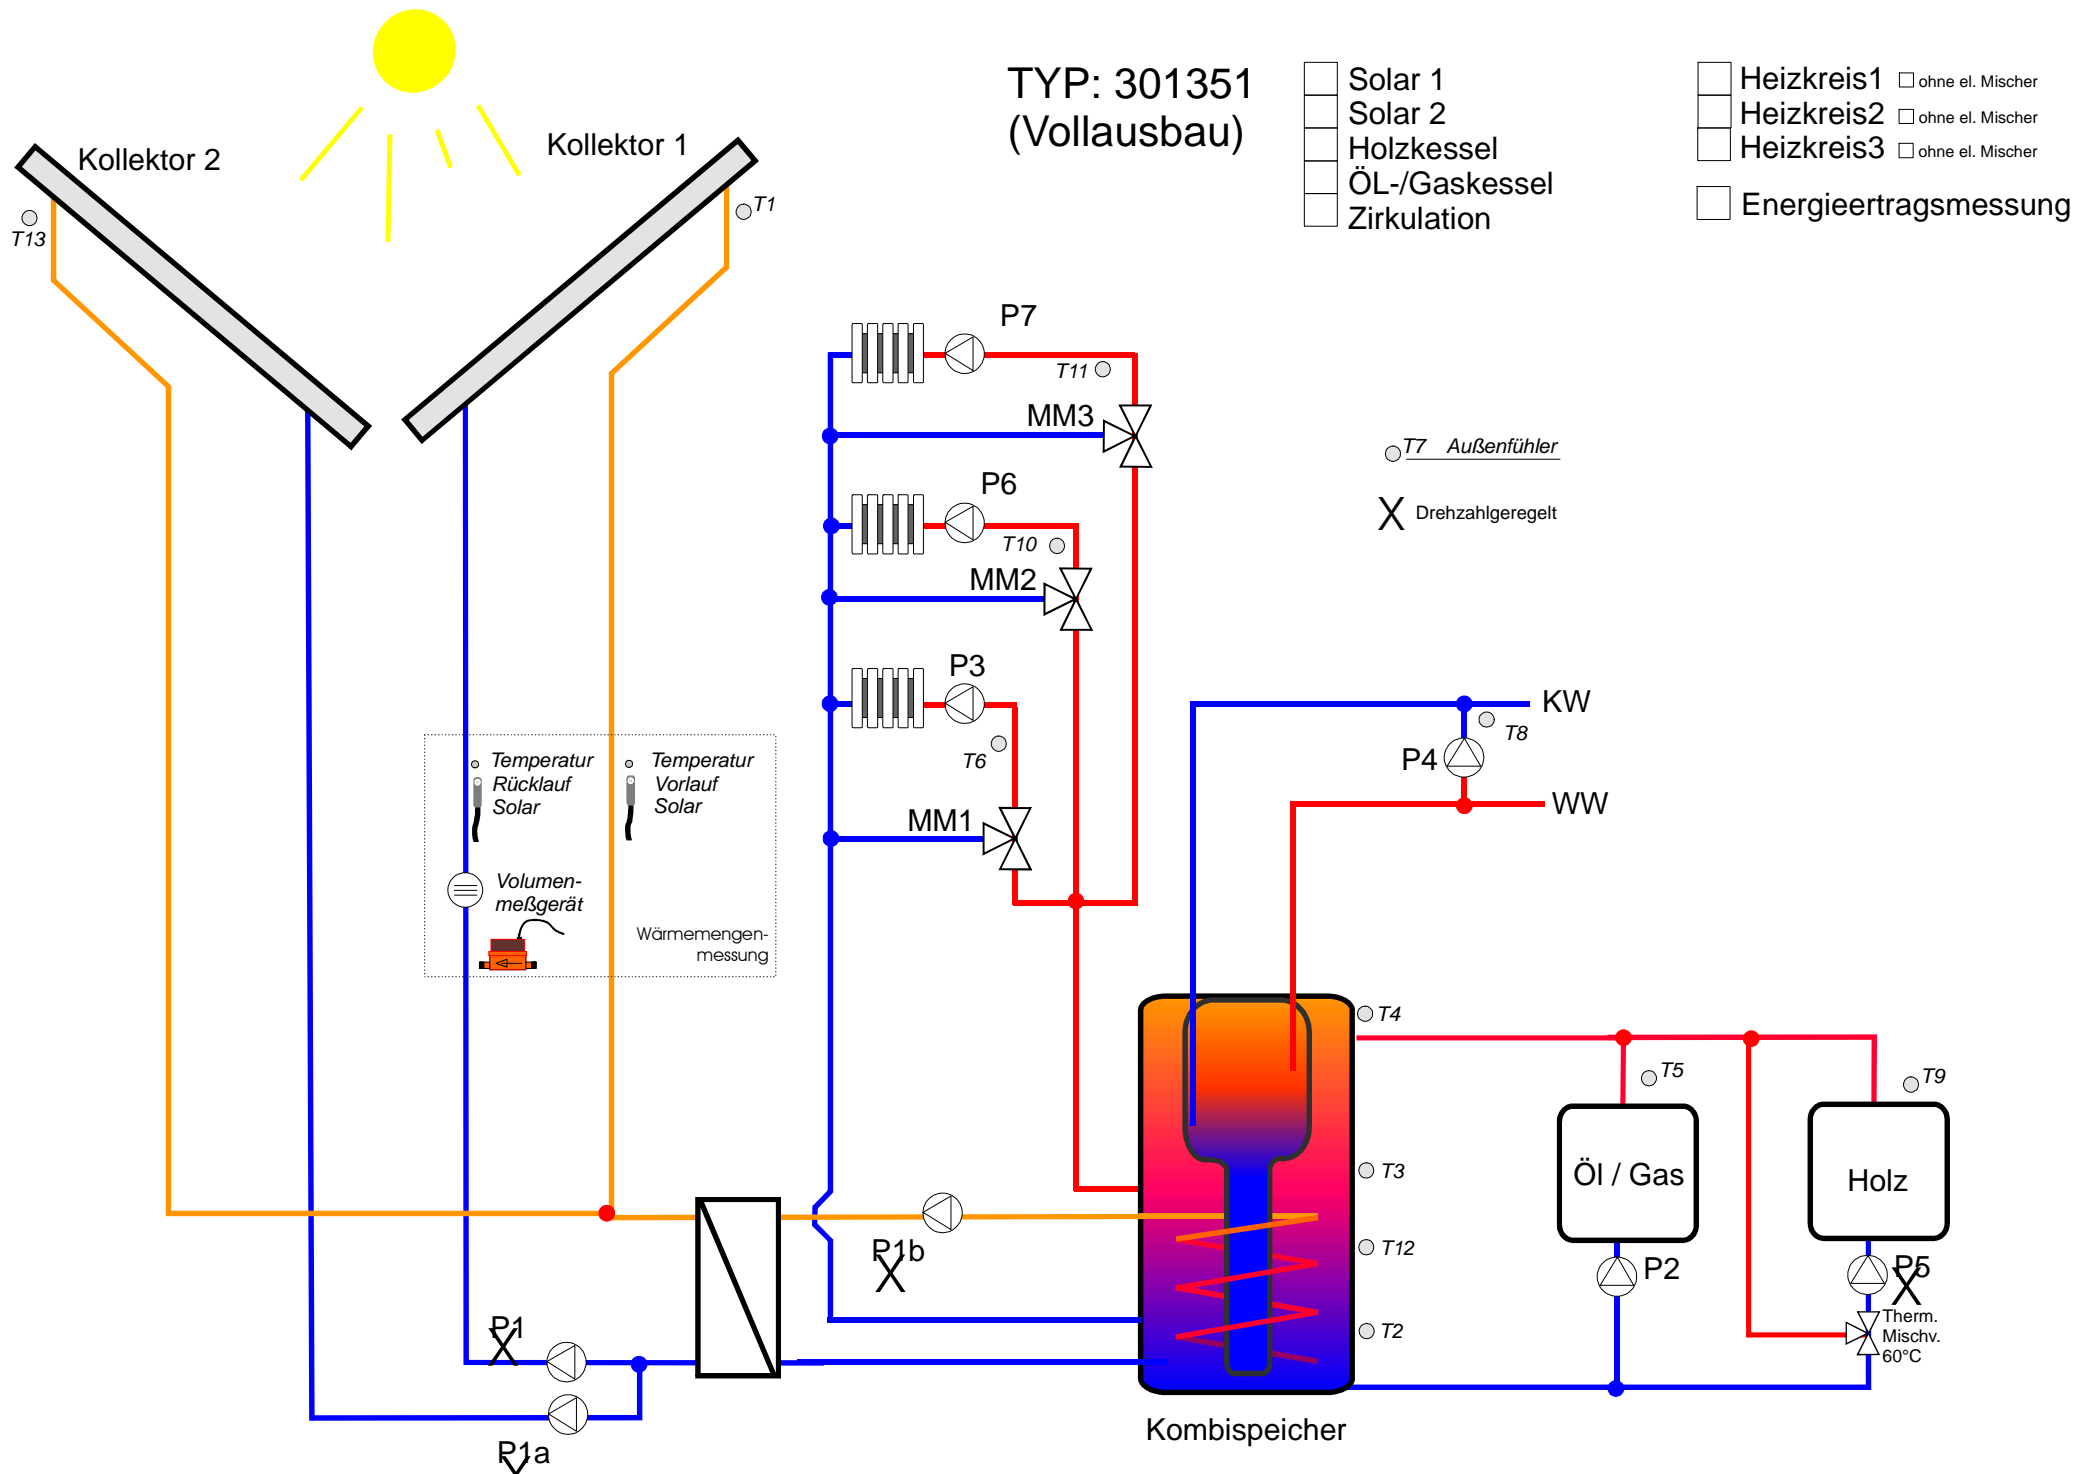 TYP: 301351
(Vollausbau)
Solar 1
Solar 2
Holzkessel
ÖL-/Gaskessel
Zirkulation
Heizkreis1 ohne el. Mischer
Heizkreis2 ohne el. Mischer
Heizkreis3 ohne el. Mischer
Energieertragsmessung
Kollektor 2
Kollektor 1
T13
T1
P7
T11
MM3
T7 Außenfühler
X Drehzahlgeregelt
P6
T10
MM2
P3
T6
MM1
KW
T8
P4
WW
Temperatur
Rücklauf
Solar
Temperatur
Vorlauf
Solar
Volumen-
meßgerät
Wärmemengen-
messung
T4
T5
T9
T3
Öl / Gas
Holz
T12
P1b
X
P2
P5
X
T2
Therm.
Mischv.
60°C
P1
X
P1a
X
Kombispeicher